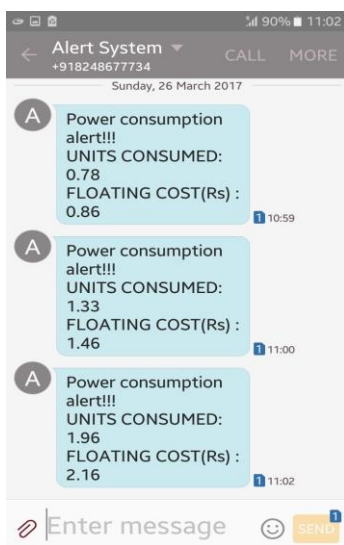 90% 11:02
Alert System
+918248677734
CALL MORE
Sunday, 26 March 2017
A
Power consumption
alert!!!
UNITS CONSUMED:
0.78
FLOATING COST(Rs) :
0.86
1 10:59
A
Power consumption
alert!!!
UNITS CONSUMED:
1.33
FLOATING COST(Rs) :
1.46
1 11:00
A
Power consumption
alert!!!
UNITS CONSUMED:
1.96
FLOATING COST(Rs) :
2.16
1 11:02
Enter message
SEND
1